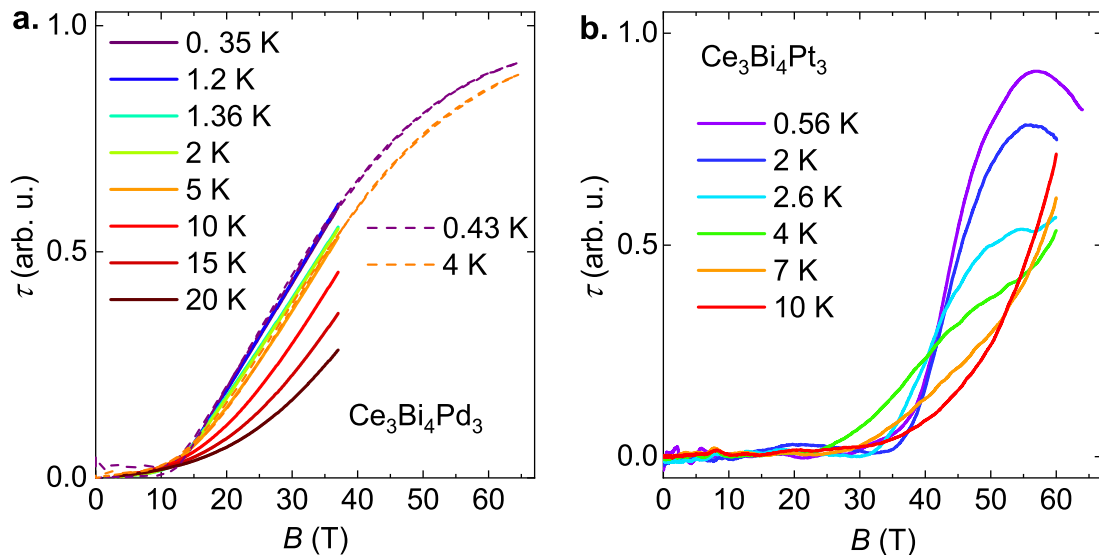 a.
1.0
0.5
0.0
τ (arb. u.)
0. 35 K
1.2 K
1.36 K
2 K
5 K
10 K
15 K
20 K
0.43 K
4 K
Ce₃Bi₄Pd₃
0 10 20 30 40 50 60
B (T)
b.
1.0
0.5
0.0
τ (arb. u.)
Ce₃Bi₄Pt₃
0.56 K
2 K
2.6 K
4 K
7 K
10 K
0 10 20 30 40 50 60
B (T)